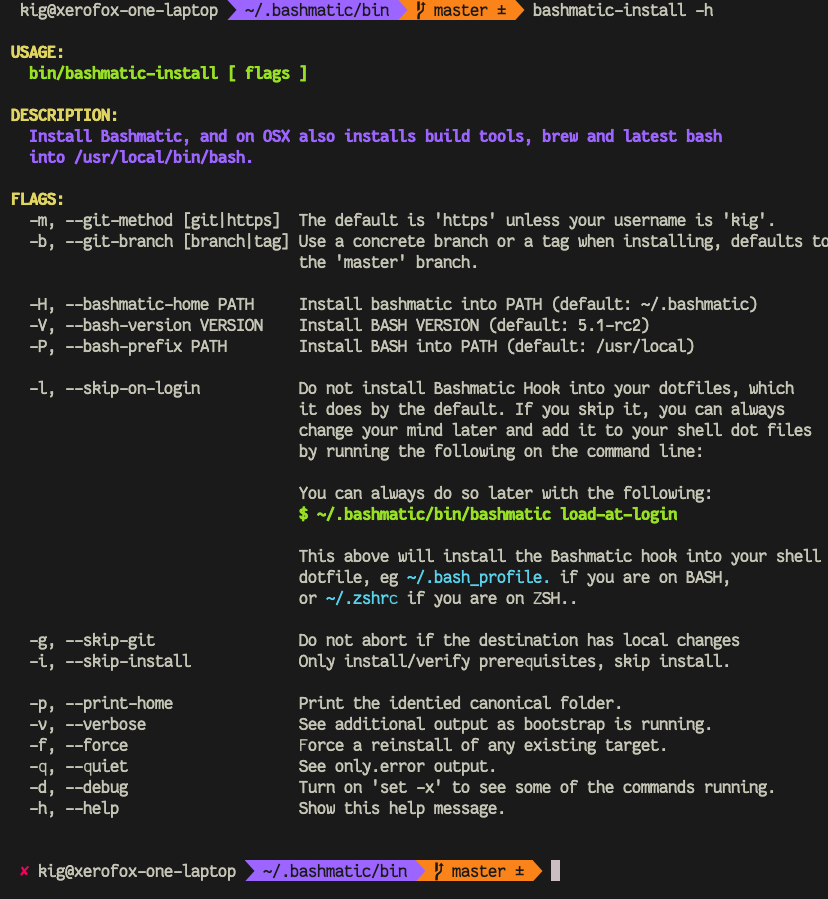 kig@xerofox-one-laptop ~/.bashmatic/bin master ± bashmatic-install -h
USAGE:
bin/bashmatic-install [ flags ]
DESCRIPTION:
Install Bashmatic, and on OSX also installs build tools, brew and latest bash
into /usr/local/bin/bash.
FLAGS:
-m, --git-method [git|https] The default is 'https' unless your username is 'kig'.
-b, --git-branch [branch|tag] Use a concrete branch or a tag when installing, defaults to
the 'master' branch.
-H, --bashmatic-home PATH Install bashmatic into PATH (default: ~/.bashmatic)
-V, --bash-version VERSION Install BASH VERSION (default: 5.1-rc2)
-P, --bash-prefix PATH Install BASH into PATH (default: /usr/local)
-l, --skip-on-login Do not install Bashmatic Hook into your dotfiles, which
it does by the default. If you skip it, you can always
change your mind later and add it to your shell dot files
by running the following on the command line:
You can always do so later with the following:
$ ~/.bashmatic/bin/bashmatic load-at-login
This above will install the Bashmatic hook into your shell
dotfile, eg ~/.bash_profile. if you are on BASH,
or ~/.zshrc if you are on ZSH..
-g, --skip-git Do not abort if the destination has local changes
-i, --skip-install Only install/verify prerequisites, skip install.
-p, --print-home Print the identied canonical folder.
-v, --verbose See additional output as bootstrap is running.
-f, --force Force a reinstall of any existing target.
-q, --quiet See only.error output.
-d, --debug Turn on 'set -x' to see some of the commands running.
-h, --help Show this help message.
✘ kig@xerofox-one-laptop ~/.bashmatic/bin master ±